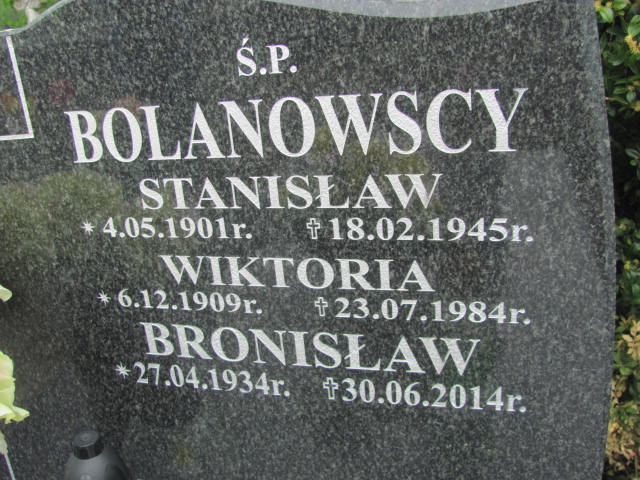 Ś.P.
BOLANOWSCY
STANISŁAW
* 4.05.1901r. ✝ 18.02.1945r.
WIKTORIA
* 6.12.1909r. ✝ 23.07.1984r.
BRONISŁAW
* 27.04.1934r. ✝ 30.06.2014r.